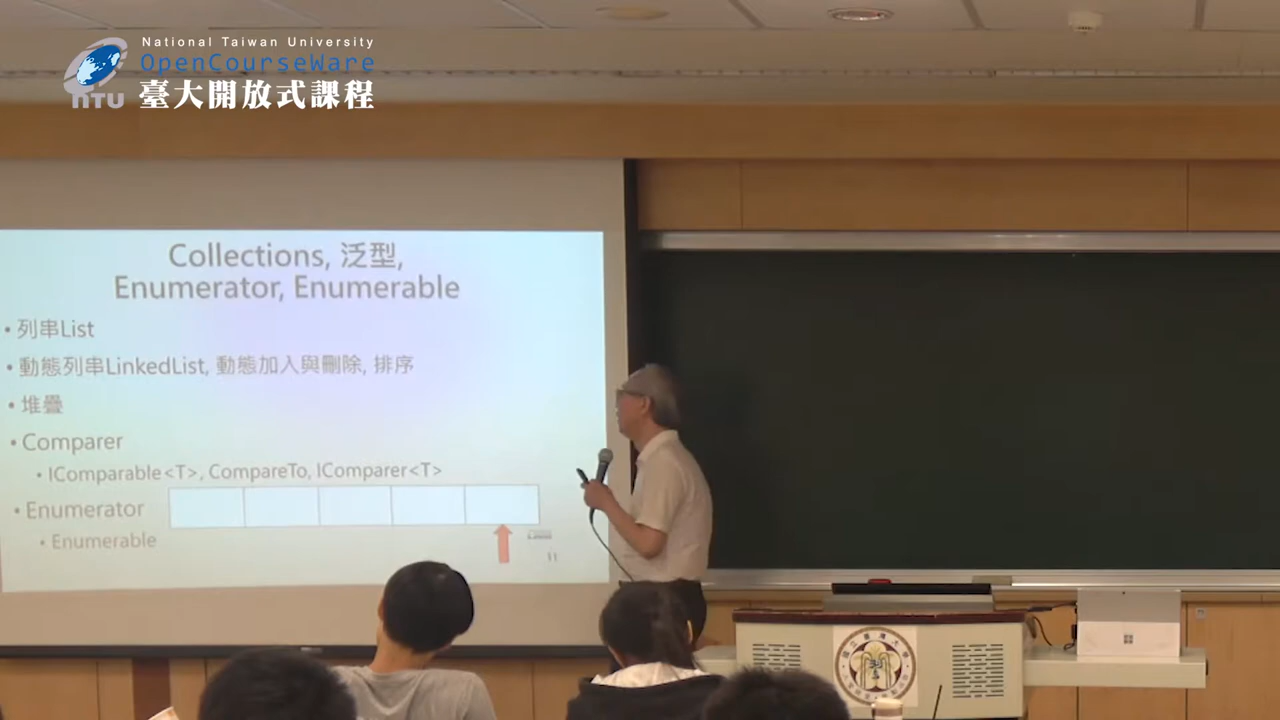 National Taiwan University
OpenCourseWare
臺大開放式課程
NTU
Collections, 泛型,
Enumerator, Enumerable
• 列串List
• 動態列串LinkedList, 動態加入與刪除, 排序
• 堆疊
• Comparer
• IComparable<T>, CompareTo, IComparer<T>
• Enumerator
• Enumerable
11